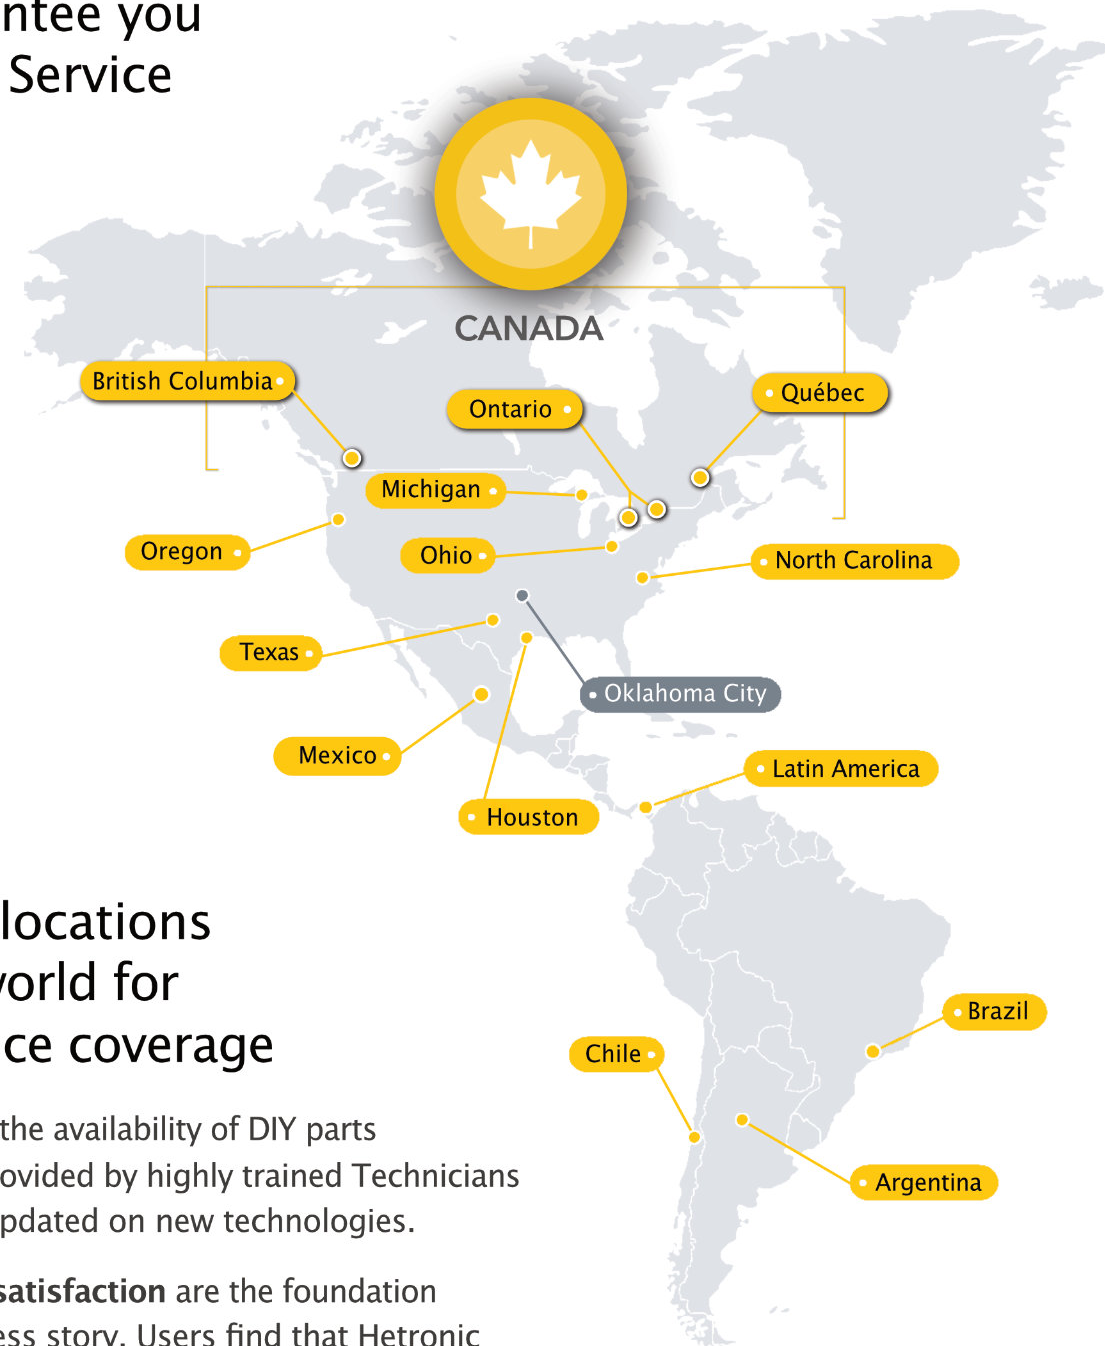 ntee you
Service
CANADA
British Columbia
Ontario
Québec
Michigan
Oregon
Ohio
North Carolina
Texas
Oklahoma City
Mexico
Latin America
Houston
locations
world for
ce coverage
Brazil
Chile
the availability of DIY parts
ovided by highly trained Technicians
Argentina
pdated on new technologies.
satisfaction are the foundation
ess story. Users find that Hetronic